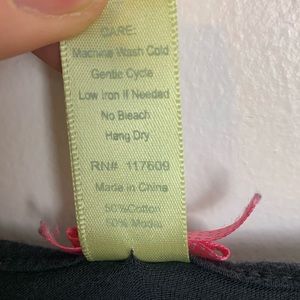 CARE:
Machine Wash Cold
Gentle Cycle
Low Iron If Needed
No Bleach
Hang Dry
RN# 117609
Made in China
50%Cotton
50% Modal